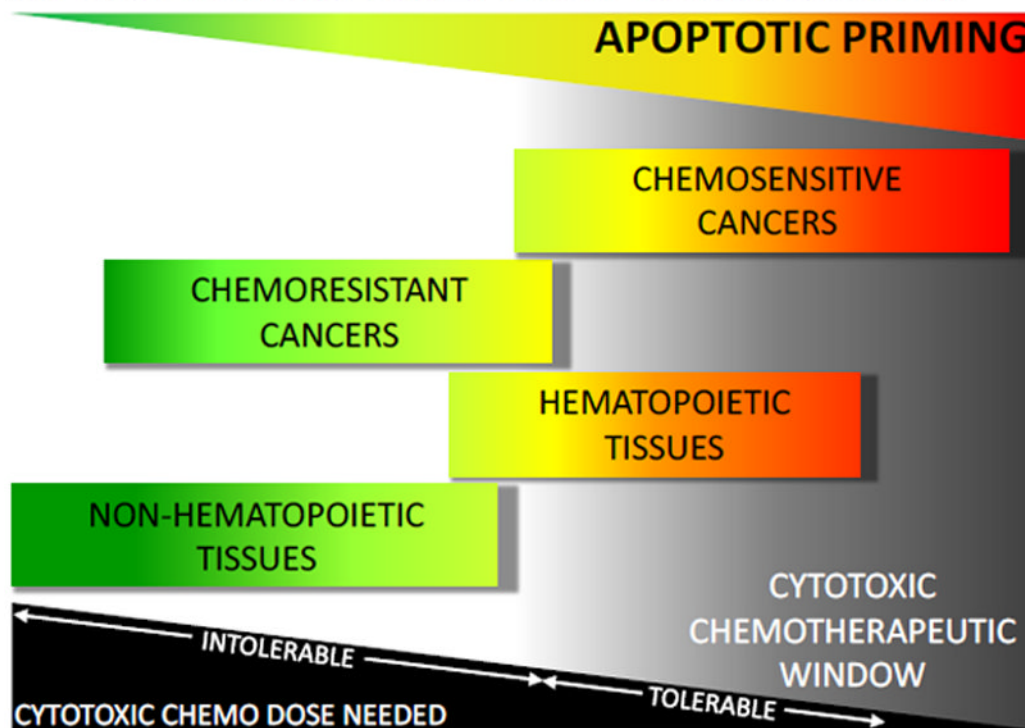 APOPTOTIC PRIMING
CHEMOSENSITIVE
CANCERS
CHEMORESISTANT
CANCERS
HEMATOPOIETIC
TISSUES
NON-HEMATOPOIETIC
TISSUES
CYTOTOXIC
CHEMOTHERAPEUTIC
WINDOW
INTOLERABLE
TOLERABLE
CYTOTOXIC CHEMO DOSE NEEDED